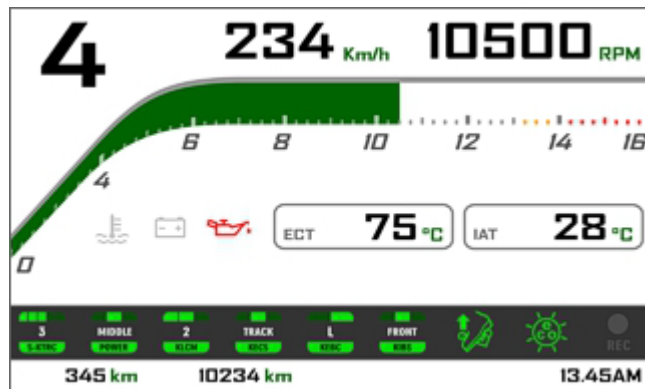 4 234 Km/h 10500 RPM
0 4 6 8 10 12 14 16
ECT 75 °C IAT 28 °C
3 MIDDLE 2 TRACK L FRONT
S-KTRC POWER KLCM KECS KEBC KIBS
ECO
REC
345 km 10234 km 13.45AM